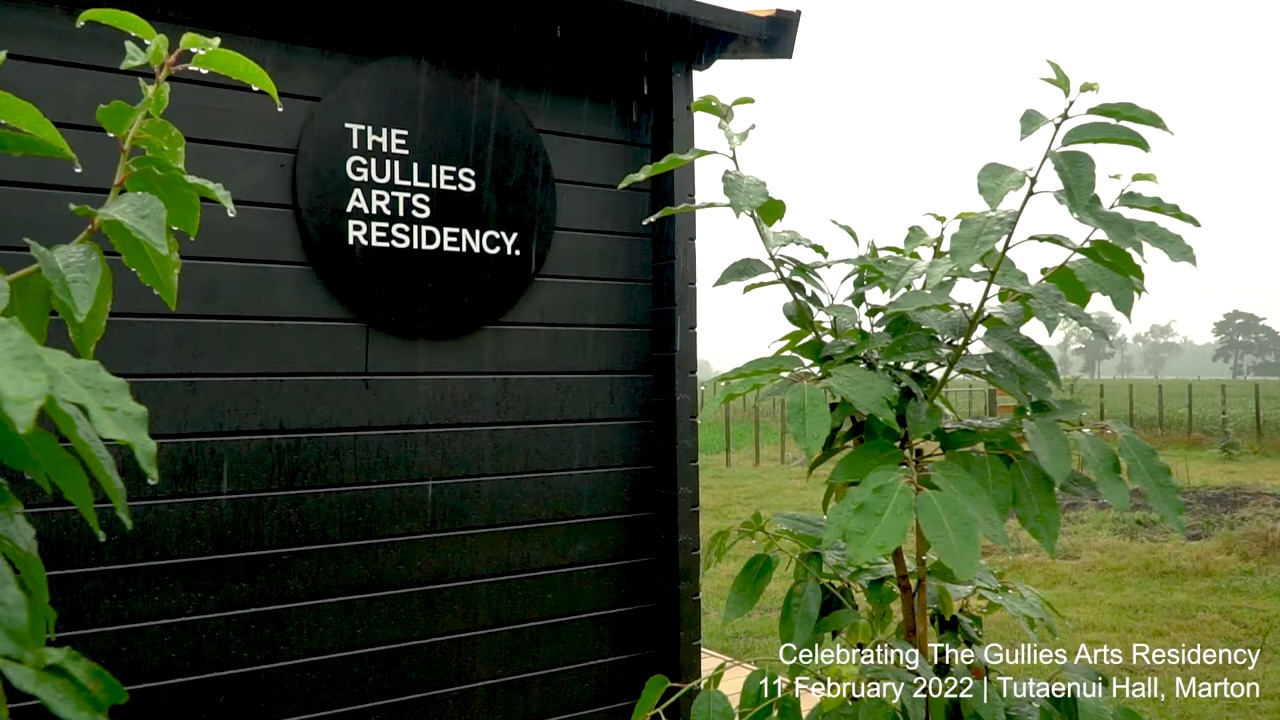 THE
GULLIES
ARTS
RESIDENCY.
Celebrating The Gullies Arts Residency
11 February 2022 | Tutaenui Hall, Marton